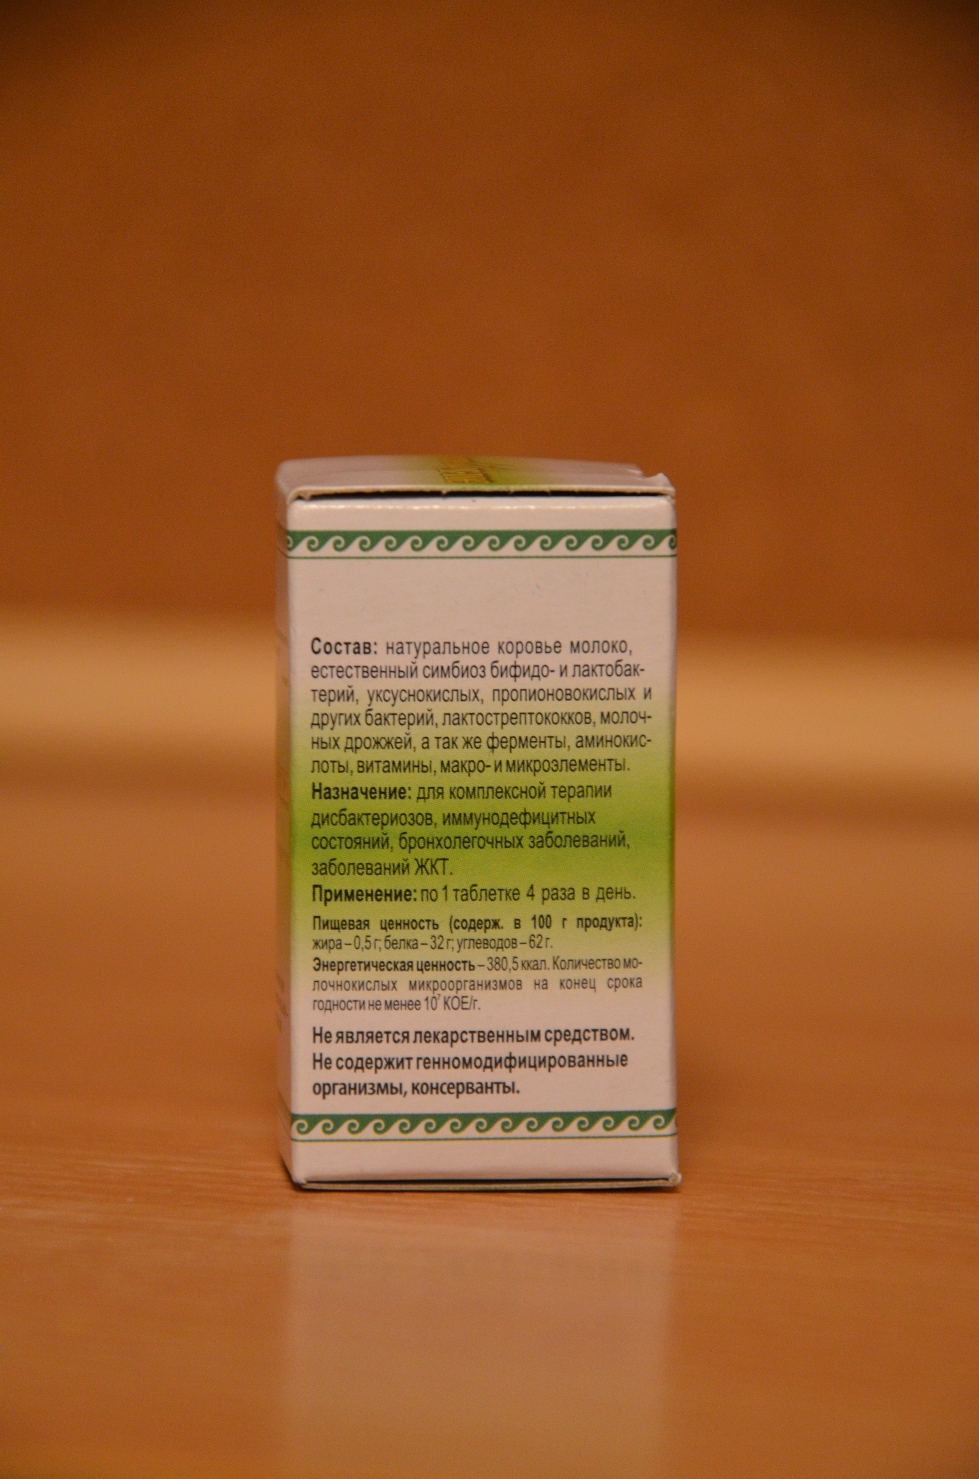 Состав: натуральное коровье молоко,
естественный симбиоз бифидо- и лактобак-
терий, уксуснокислых, пропионовокислых и
других бактерий, лактострептококков, молоч-
ных дрожжей, а так же ферменты, аминокис-
лоты, витамины, макро- и микроэлементы.
Назначение: для комплексной терапии
дисбактериозов, иммунодефицитных
состояний, бронхолегочных заболеваний,
заболеваний ЖКТ.
Применение: по 1 таблетке 4 раза в день.
Пищевая ценность (содерж. в 100 г продукта):
жира – 0,5 г; белка – 32 г; углеводов – 62 г.
Энергетическая ценность – 380,5 ккал. Количество мо-
лочнокислых микроорганизмов на конец срока
годности не менее 10⁷ КОЕ/г.
Не является лекарственным средством.
Не содержит генномодифицированные
организмы, консерванты.